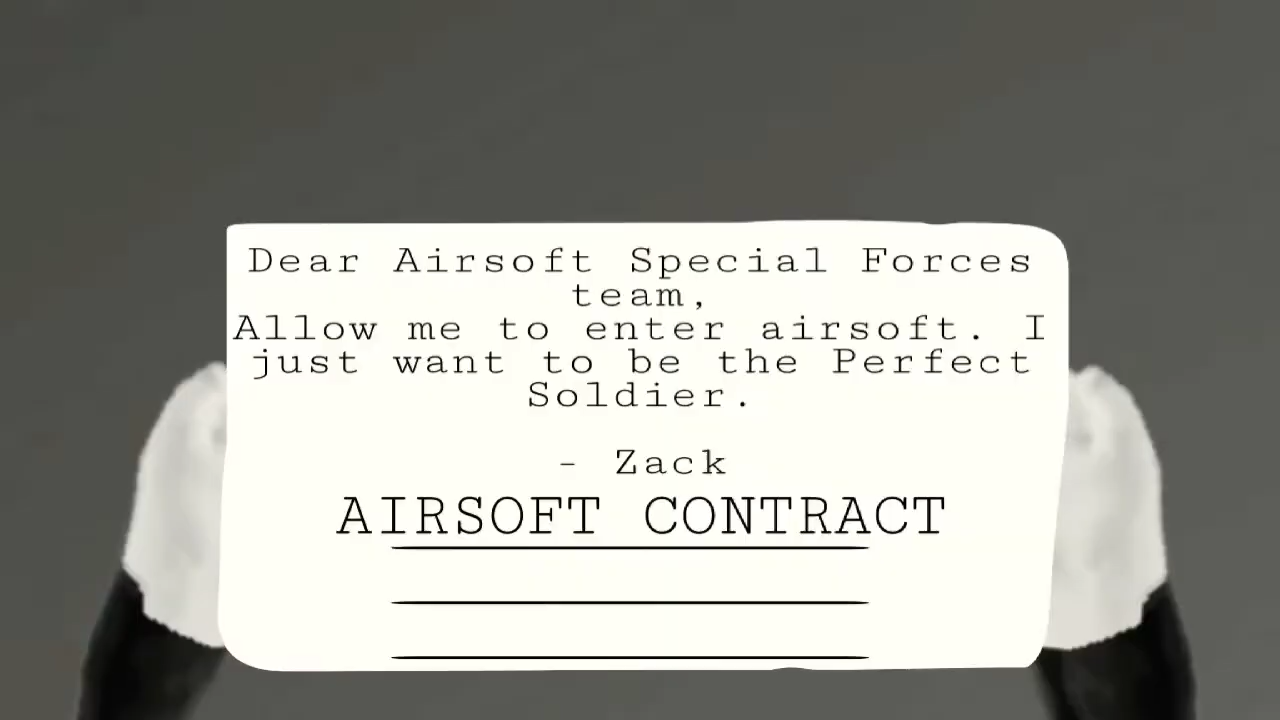 Dear Airsoft Special Forces
team,
Allow me to enter airsoft. I
just want to be the Perfect
Soldier.
- Zack
AIRSOFT CONTRACT